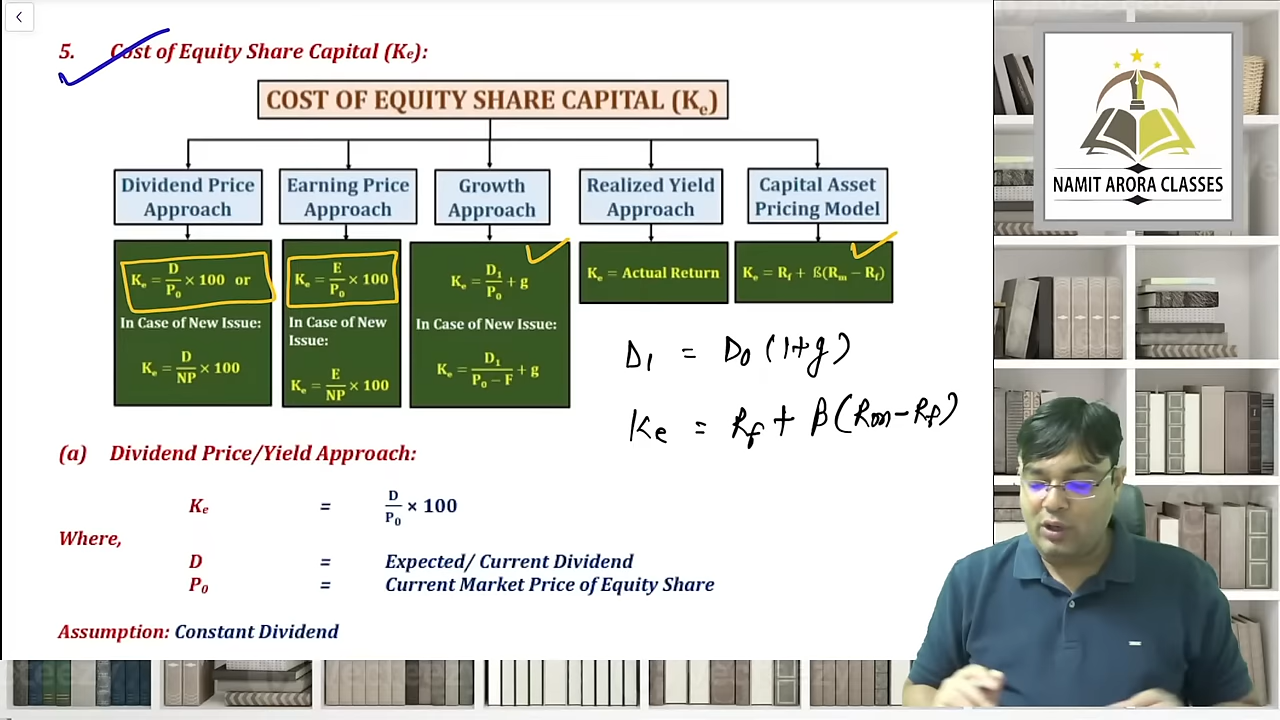 5. Cost of Equity Share Capital (Ke):
COST OF EQUITY SHARE CAPITAL (Ke)
Dividend Price
Approach
Earning Price
Approach
Growth
Approach
Realized Yield
Approach
Capital Asset
Pricing Model
Ke = D/P0 × 100 or
In Case of New Issue:
Ke = D/NP × 100
Ke = E/P0 × 100
In Case of New
Issue:
Ke = E/NP × 100
Ke = D1/P0 + g
In Case of New Issue:
Ke = D1/(P0 − F) + g
Ke = Actual Return
Ke = Rf + ß(Rm − Rf)
D1 = D0 (1+g)
Ke = Rf + β(Rm − Rf)
(a) Dividend Price/Yield Approach:
Ke = D/P0 × 100
Where,
D = Expected/ Current Dividend
P0 = Current Market Price of Equity Share
Assumption: Constant Dividend
NAMIT ARORA CLASSES